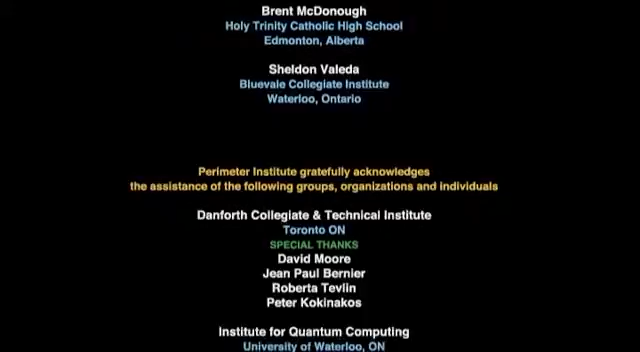 Brent McDonough
Holy Trinity Catholic High School
Edmonton, Alberta
Sheldon Valeda
Bluevale Collegiate Institute
Waterloo, Ontario
Perimeter Institute gratefully acknowledges
the assistance of the following groups, organizations and individuals
Danforth Collegiate & Technical Institute
Toronto ON
SPECIAL THANKS
David Moore
Jean Paul Bernier
Roberta Tevlin
Peter Kokinakos
Institute for Quantum Computing
University of Waterloo, ON